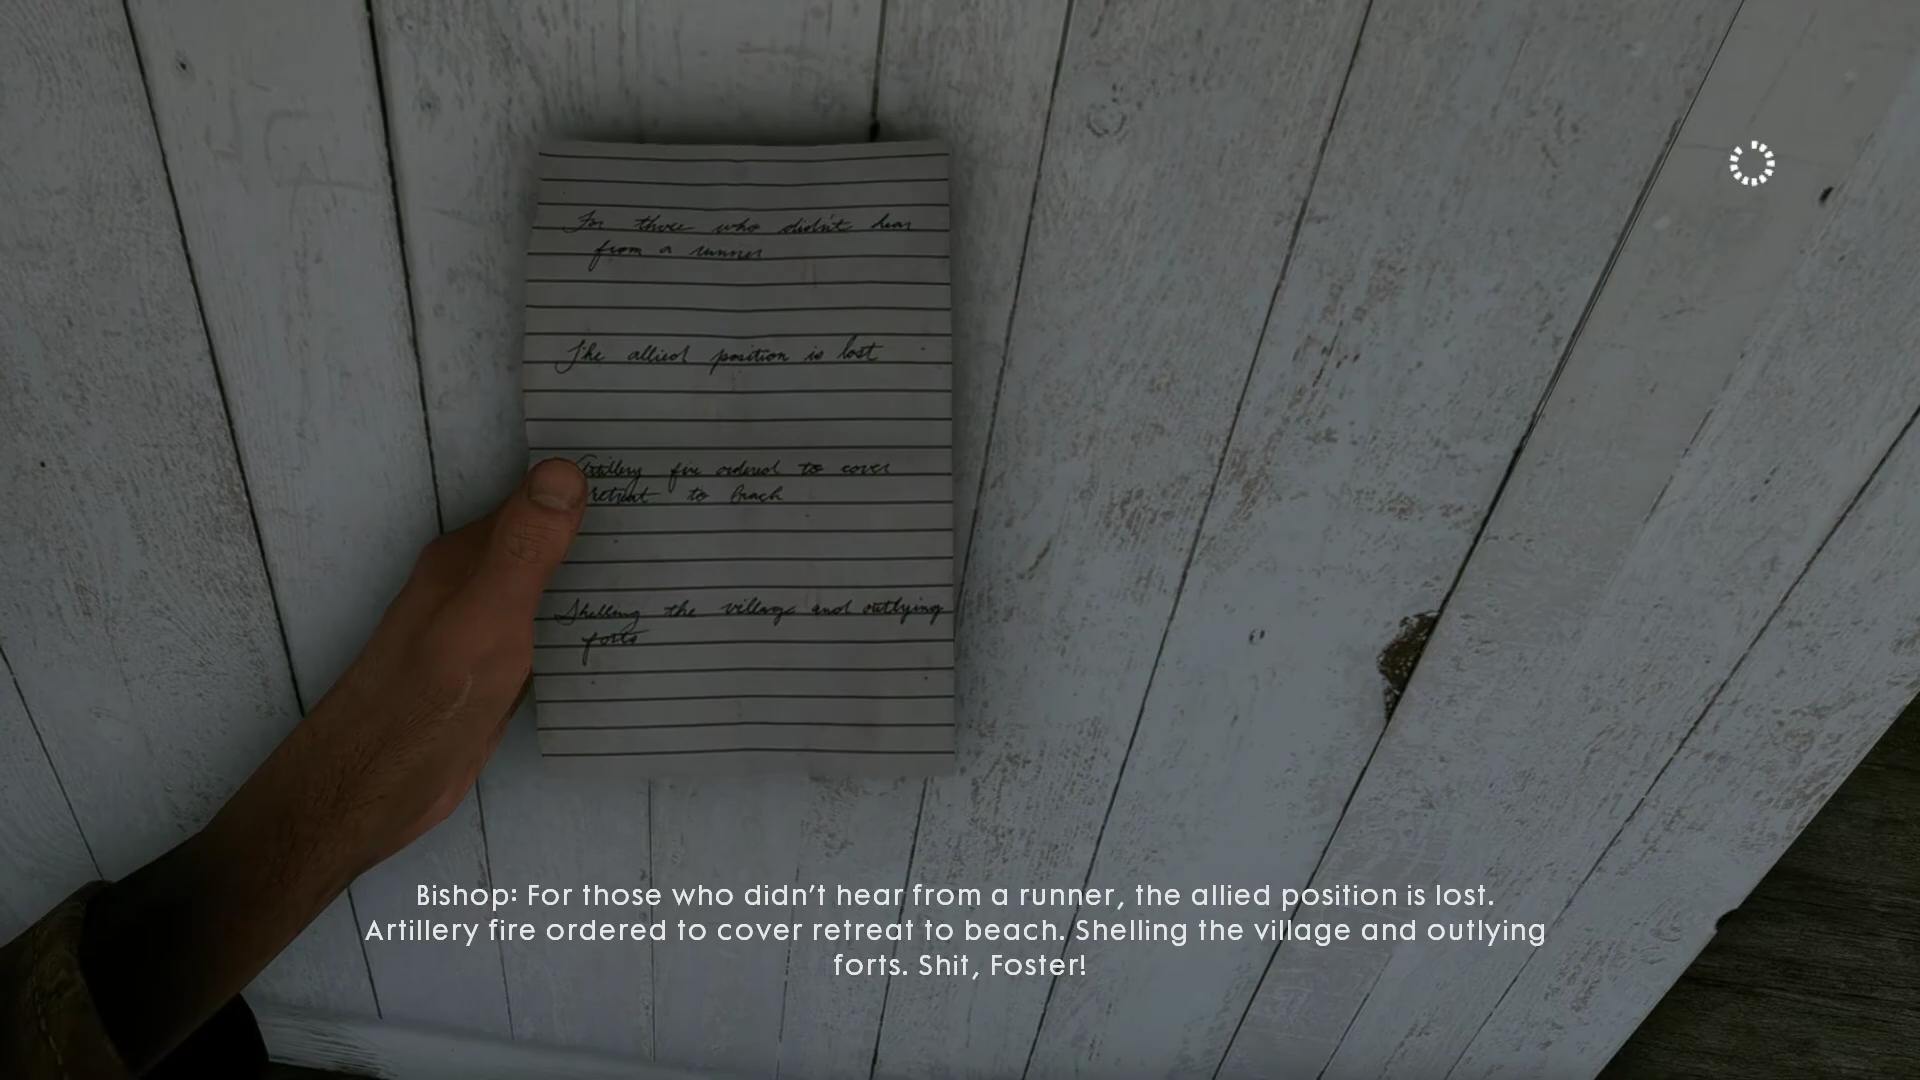 For those who didn't hear
from a runner
The allied position is lost
Artillery fire ordered to cover
retreat to beach
Shelling the village and outlying
forts
Bishop: For those who didn’t hear from a runner, the allied position is lost.
Artillery fire ordered to cover retreat to beach. Shelling the village and outlying
forts. Shit, Foster!